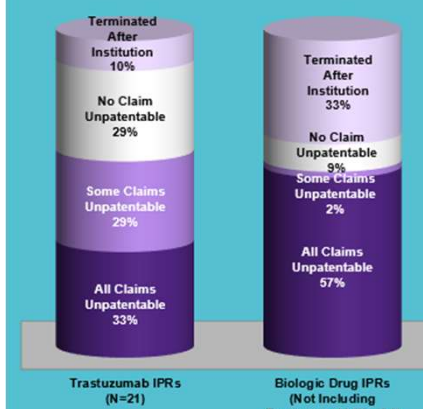 Terminated
After
Institution
10%
No Claim
Unpatentable
29%
Some Claims
Unpatentable
29%
All Claims
Unpatentable
33%
Trastuzumab IPRs
(N=21)
Terminated
After
Institution
33%
No Claim
Unpatentable
9%
Some Claims
Unpatentable
2%
All Claims
Unpatentable
57%
Biologic Drug IPRs
(Not Including